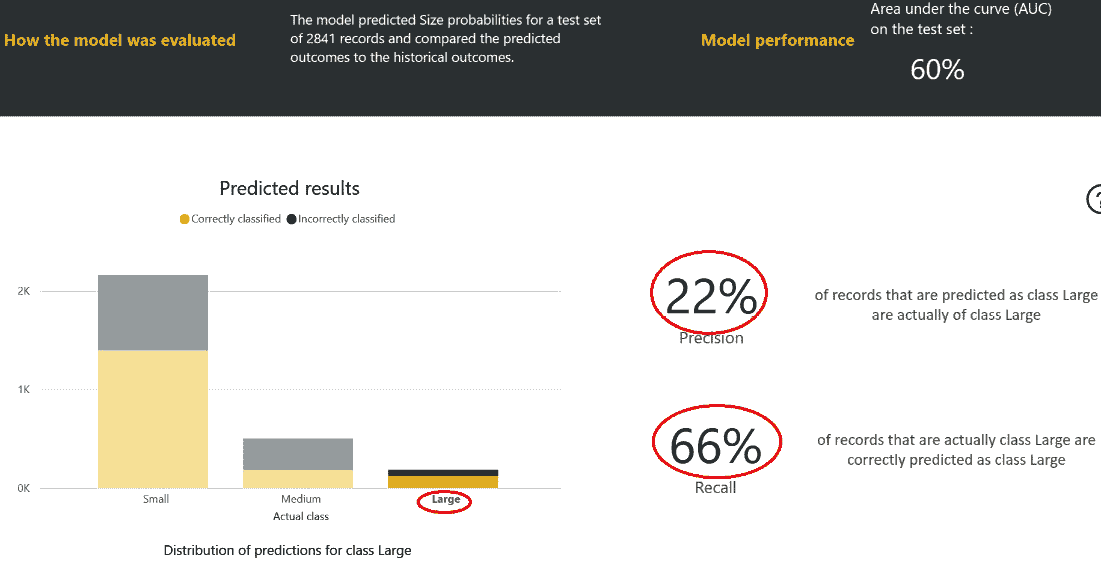 How the model was evaluated
The model predicted Size probabilities for a test set
of 2841 records and compared the predicted
outcomes to the historical outcomes.
Model performance
Area under the curve (AUC)
on the test set :
60%
Predicted results
Correctly classified Incorrectly classified
2K
1K
0K
Small Medium Large
Actual class
Distribution of predictions for class Large
?
22%
Precision
of records that are predicted as class Large
are actually of class Large
66%
Recall
of records that are actually class Large are
correctly predicted as class Large